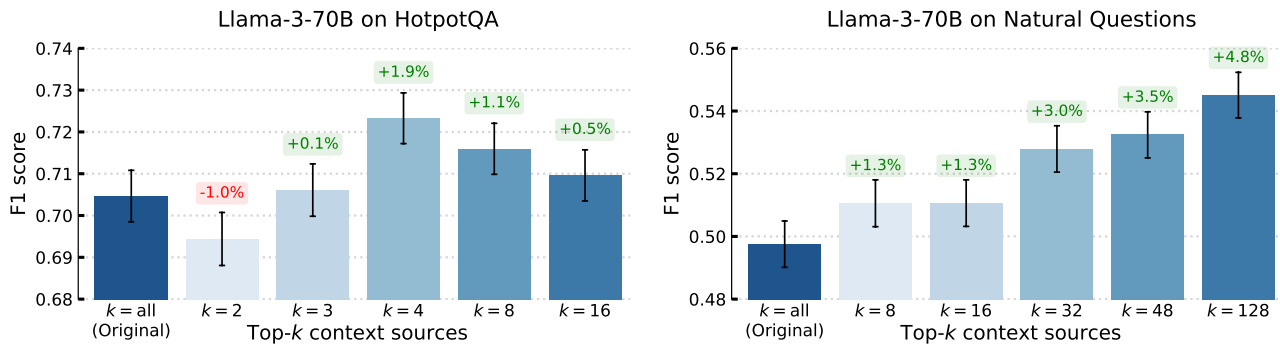 Llama-3-70B on HotpotQA
F1 score
0.74
0.73
0.72
0.71
0.70
0.69
0.68
-1.0%
+0.1%
+1.9%
+1.1%
+0.5%
k = all
(Original)
k = 2
k = 3
k = 4
k = 8
k = 16
Top-k context sources
Llama-3-70B on Natural Questions
F1 score
0.56
0.54
0.52
0.50
0.48
+1.3%
+1.3%
+3.0%
+3.5%
+4.8%
k = all
(Original)
k = 8
k = 16
k = 32
k = 48
k = 128
Top-k context sources